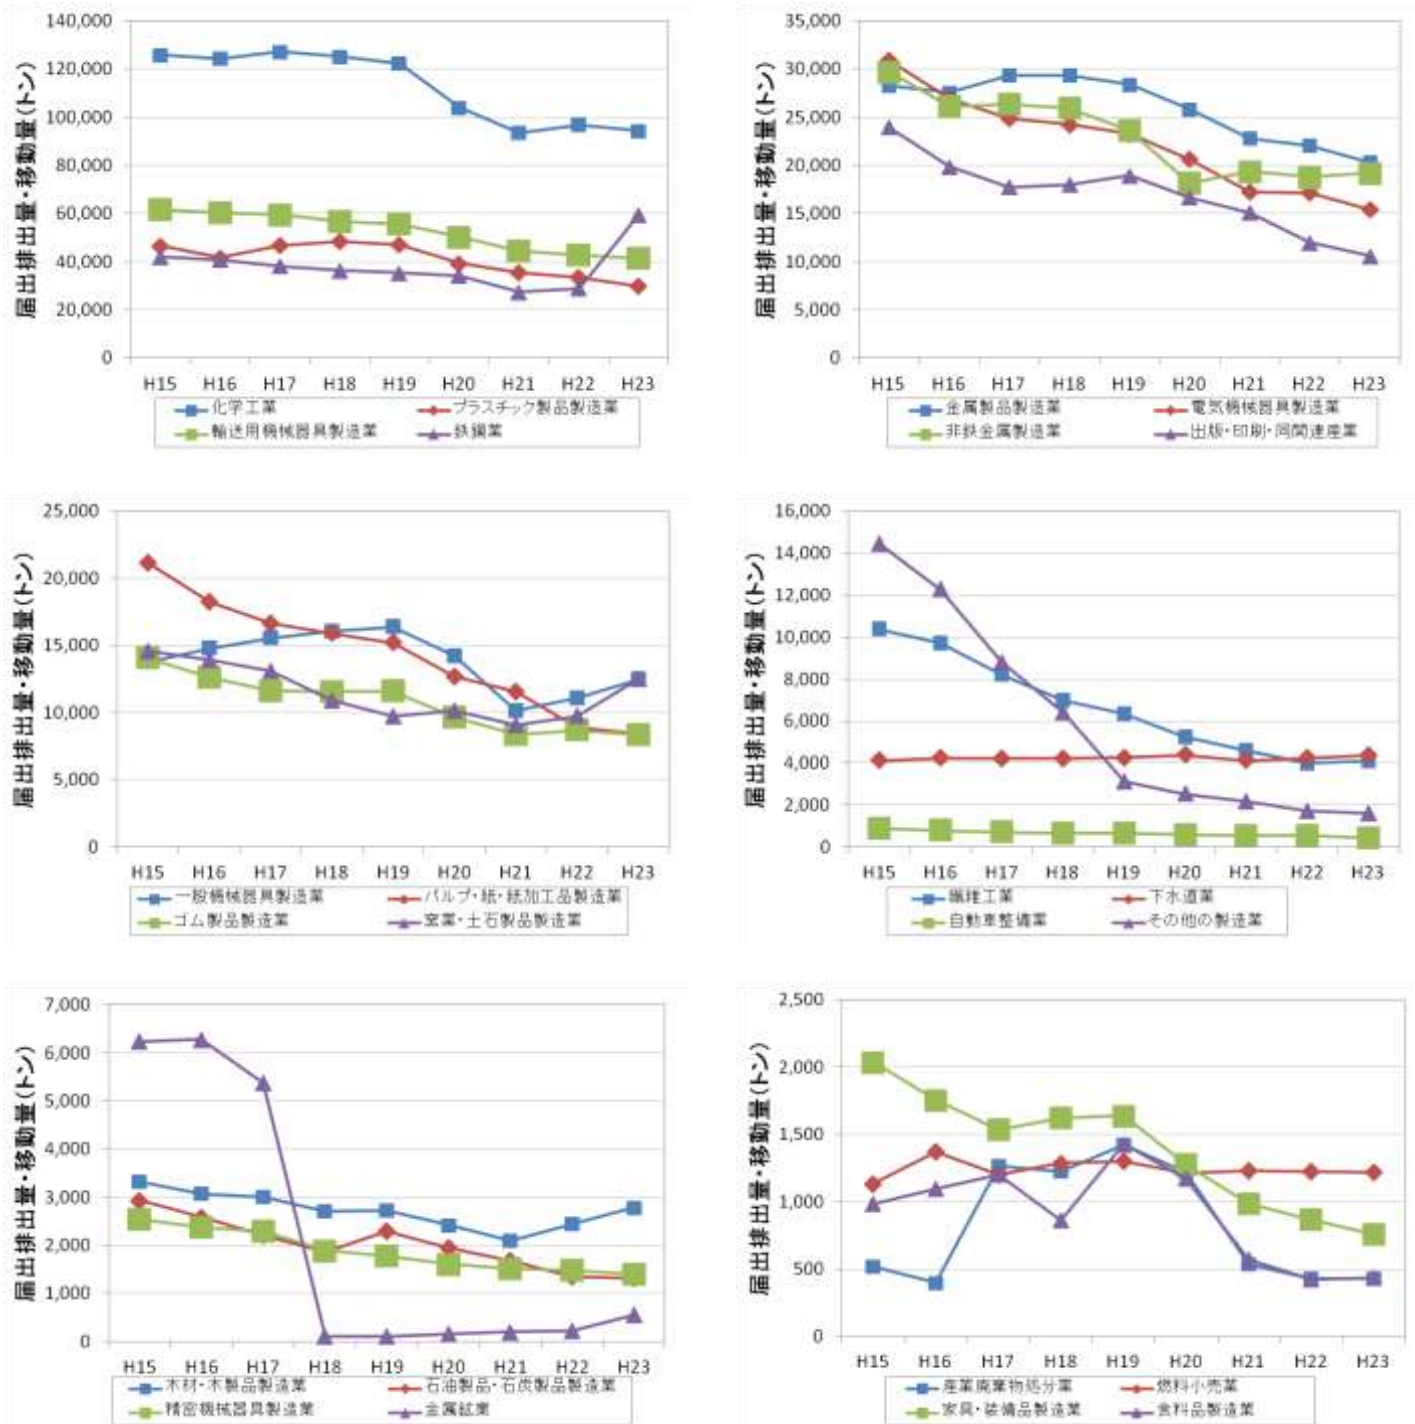 届出排出量・移動量(トン)
140,000
120,000
100,000
80,000
60,000
40,000
20,000
0
H15 H16 H17 H18 H19 H20 H21 H22 H23
化学工業 プラスチック製品製造業
輸送用機械器具製造業 鉄鋼業
届出排出量・移動量(トン)
35,000
30,000
25,000
20,000
15,000
10,000
5,000
0
H15 H16 H17 H18 H19 H20 H21 H22 H23
金属製品製造業 電気機械器具製造業
非鉄金属製造業 出版・印刷・同関連産業
届出排出量・移動量(トン)
25,000
20,000
15,000
10,000
5,000
0
H15 H16 H17 H18 H19 H20 H21 H22 H23
一般機械器具製造業 パルプ・紙・紙加工品製造業
ゴム製品製造業 窯業・土石製品製造業
届出排出量・移動量(トン)
16,000
14,000
12,000
10,000
8,000
6,000
4,000
2,000
0
H15 H16 H17 H18 H19 H20 H21 H22 H23
繊維工業 下水道業
自動車整備業 その他の製造業
届出排出量・移動量(トン)
7,000
6,000
5,000
4,000
3,000
2,000
1,000
0
H15 H16 H17 H18 H19 H20 H21 H22 H23
木材・木製品製造業 石油製品・石炭製品製造業
精密機械器具製造業 金属鉱業
届出排出量・移動量(トン)
2,500
2,000
1,500
1,000
500
0
H15 H16 H17 H18 H19 H20 H21 H22 H23
産業廃棄物処分業 燃料小売業
家具・装備品製造業 食料品製造業